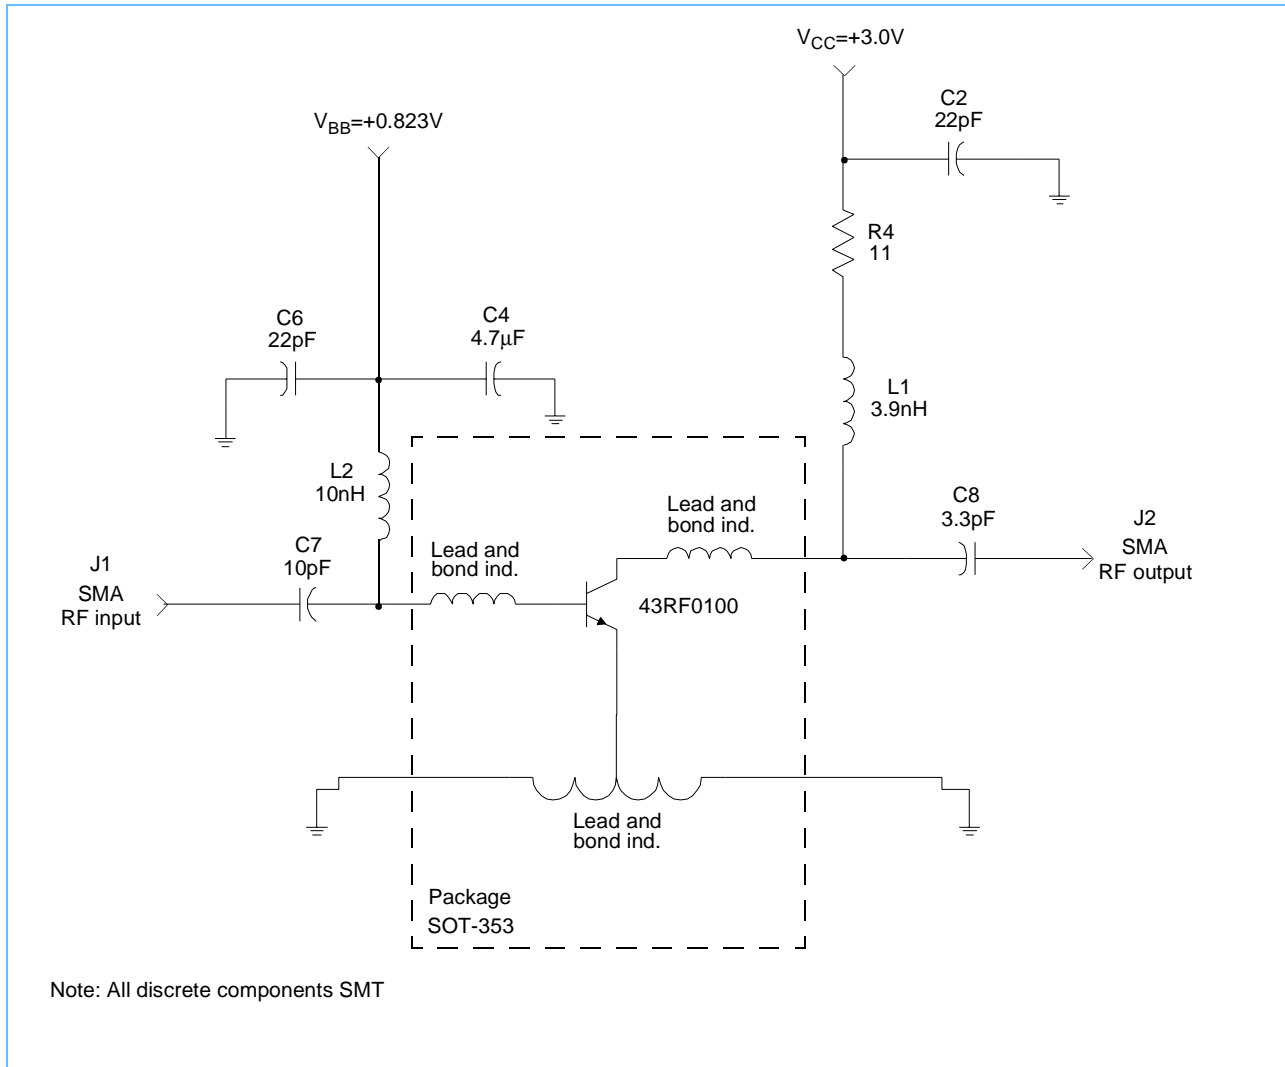 VCC=+3.0V
C2
22pF
VBB=+0.823V
R4
11
C6
22pF
C4
4.7μF
L1
3.9nH
L2
10nH
Lead and
bond ind.
C8
3.3pF
J2
SMA
RF output
C7
10pF
Lead and
bond ind.
J1
SMA
RF input
43RF0100
Lead and
bond ind.
Package
SOT-353
Note: All discrete components SMT